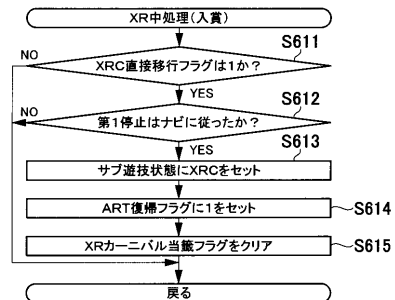 XR中処理(入賞)
S611
NO
XRC直接移行フラグは1か?
YES
S612
NO
第1停止はナビに従ったか?
YES
S613
サブ遊技状態にXRCをセット
ART復帰フラグに1をセット
S614
XRカーニバル当籤フラグをクリア
S615
戻る